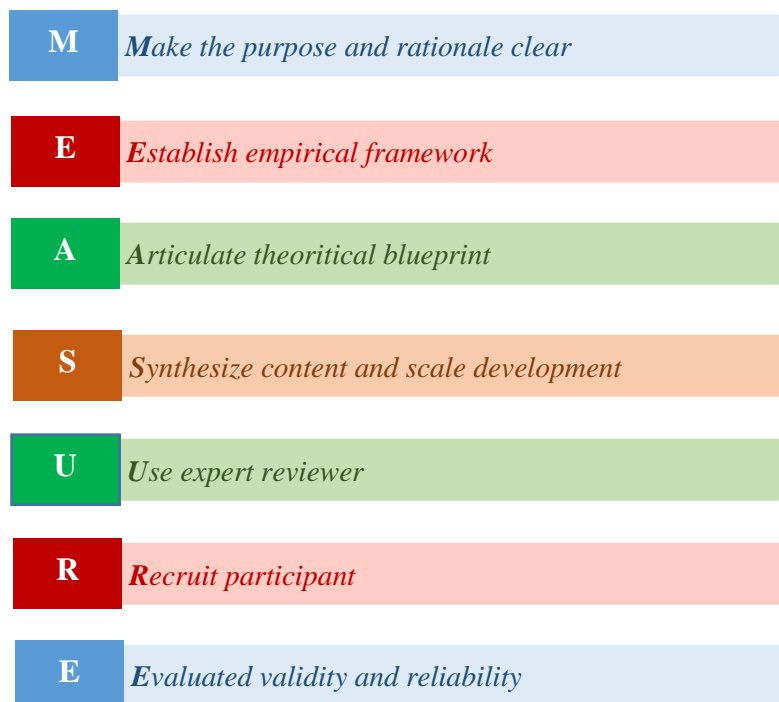 M Make the purpose and rationale clear
E Establish empirical framework
A Articulate theoritical blueprint
S Synthesize content and scale development
U Use expert reviewer
R Recruit participant
E Evaluated validity and reliability